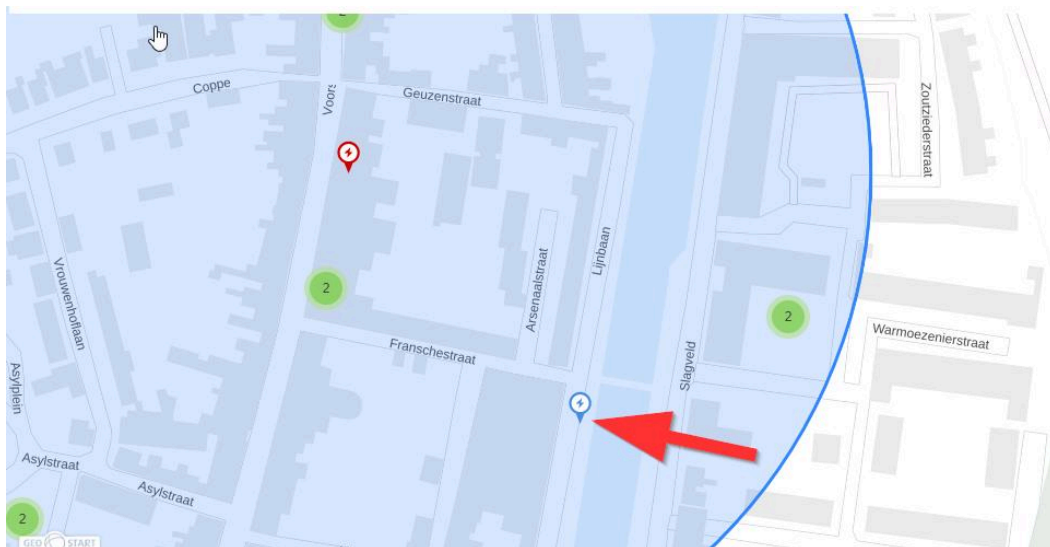 2
Coppe
Voors
Geuzenstraat
Zoutziederstraat
Lijnbaan
Arsenaalstraat
Vrouwenhoflaan
2
2
Franschestraat
Warmoezenierstraat
Slagveld
Asylplein
Asylstraat
Asylstraat
2
GEO START